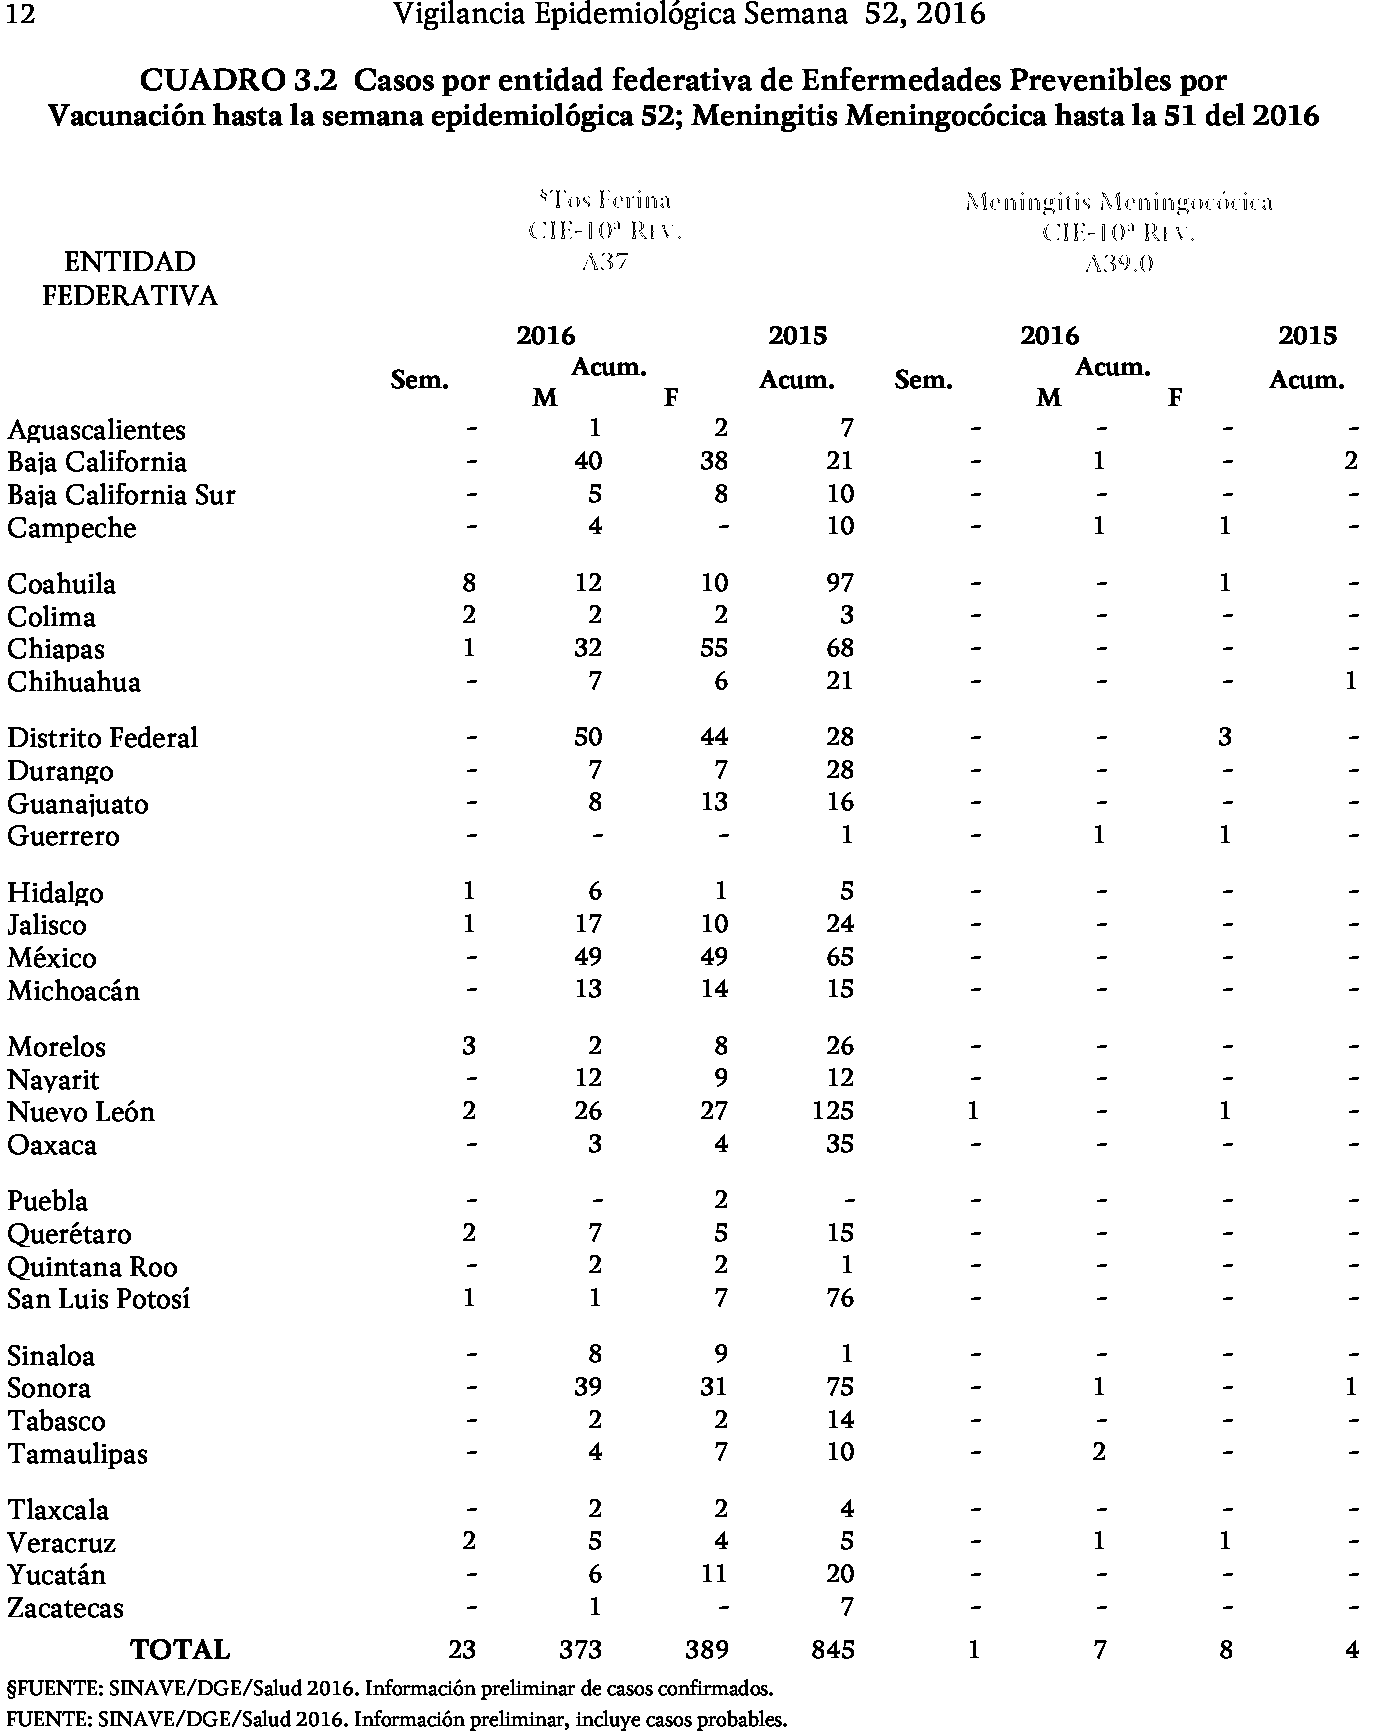 12 Vigilancia Epidemiológica Semana 52, 2016
CUADRO 3.2 Casos por entidad federativa de Enfermedades Prevenibles por
Vacunación hasta la semana epidemiológica 52; Meningitis Meningocócica hasta la 51 del 2016
§Tos Ferina Meningitis Meningocócica
CIE-10ª REV. CIE-10ª REV.
ENTIDAD A37 A39.0
FEDERATIVA
2016 2015 2016 2015
Sem. Acum. Acum. Sem. Acum. Acum.
M F M F
Aguascalientes - 1 2 7 - - - -
Baja California - 40 38 21 - 1 - 2
Baja California Sur - 5 8 10 - - - -
Campeche - 4 - 10 - 1 1 -
Coahuila 8 12 10 97 - - 1 -
Colima 2 2 2 3 - - - -
Chiapas 1 32 55 68 - - - -
Chihuahua - 7 6 21 - - - 1
Distrito Federal - 50 44 28 - - 3 -
Durango - 7 7 28 - - - -
Guanajuato - 8 13 16 - - - -
Guerrero - - - 1 - 1 1 -
Hidalgo 1 6 1 5 - - - -
Jalisco 1 17 10 24 - - - -
México - 49 49 65 - - - -
Michoacán - 13 14 15 - - - -
Morelos 3 2 8 26 - - - -
Nayarit - 12 9 12 - - - -
Nuevo León 2 26 27 125 1 - 1 -
Oaxaca - 3 4 35 - - - -
Puebla - - 2 - - - - -
Querétaro 2 7 5 15 - - - -
Quintana Roo - 2 2 1 - - - -
San Luis Potosí 1 1 7 76 - - - -
Sinaloa - 8 9 1 - - - -
Sonora - 39 31 75 - 1 - 1
Tabasco - 2 2 14 - - - -
Tamaulipas - 4 7 10 - 2 - -
Tlaxcala - 2 2 4 - - - -
Veracruz 2 5 4 5 - 1 1 -
Yucatán - 6 11 20 - - - -
Zacatecas - 1 - 7 - - - -
TOTAL 23 373 389 845 1 7 8 4
§FUENTE: SINAVE/DGE/Salud 2016. Información preliminar de casos confirmados.
FUENTE: SINAVE/DGE/Salud 2016. Información preliminar, incluye casos probables.